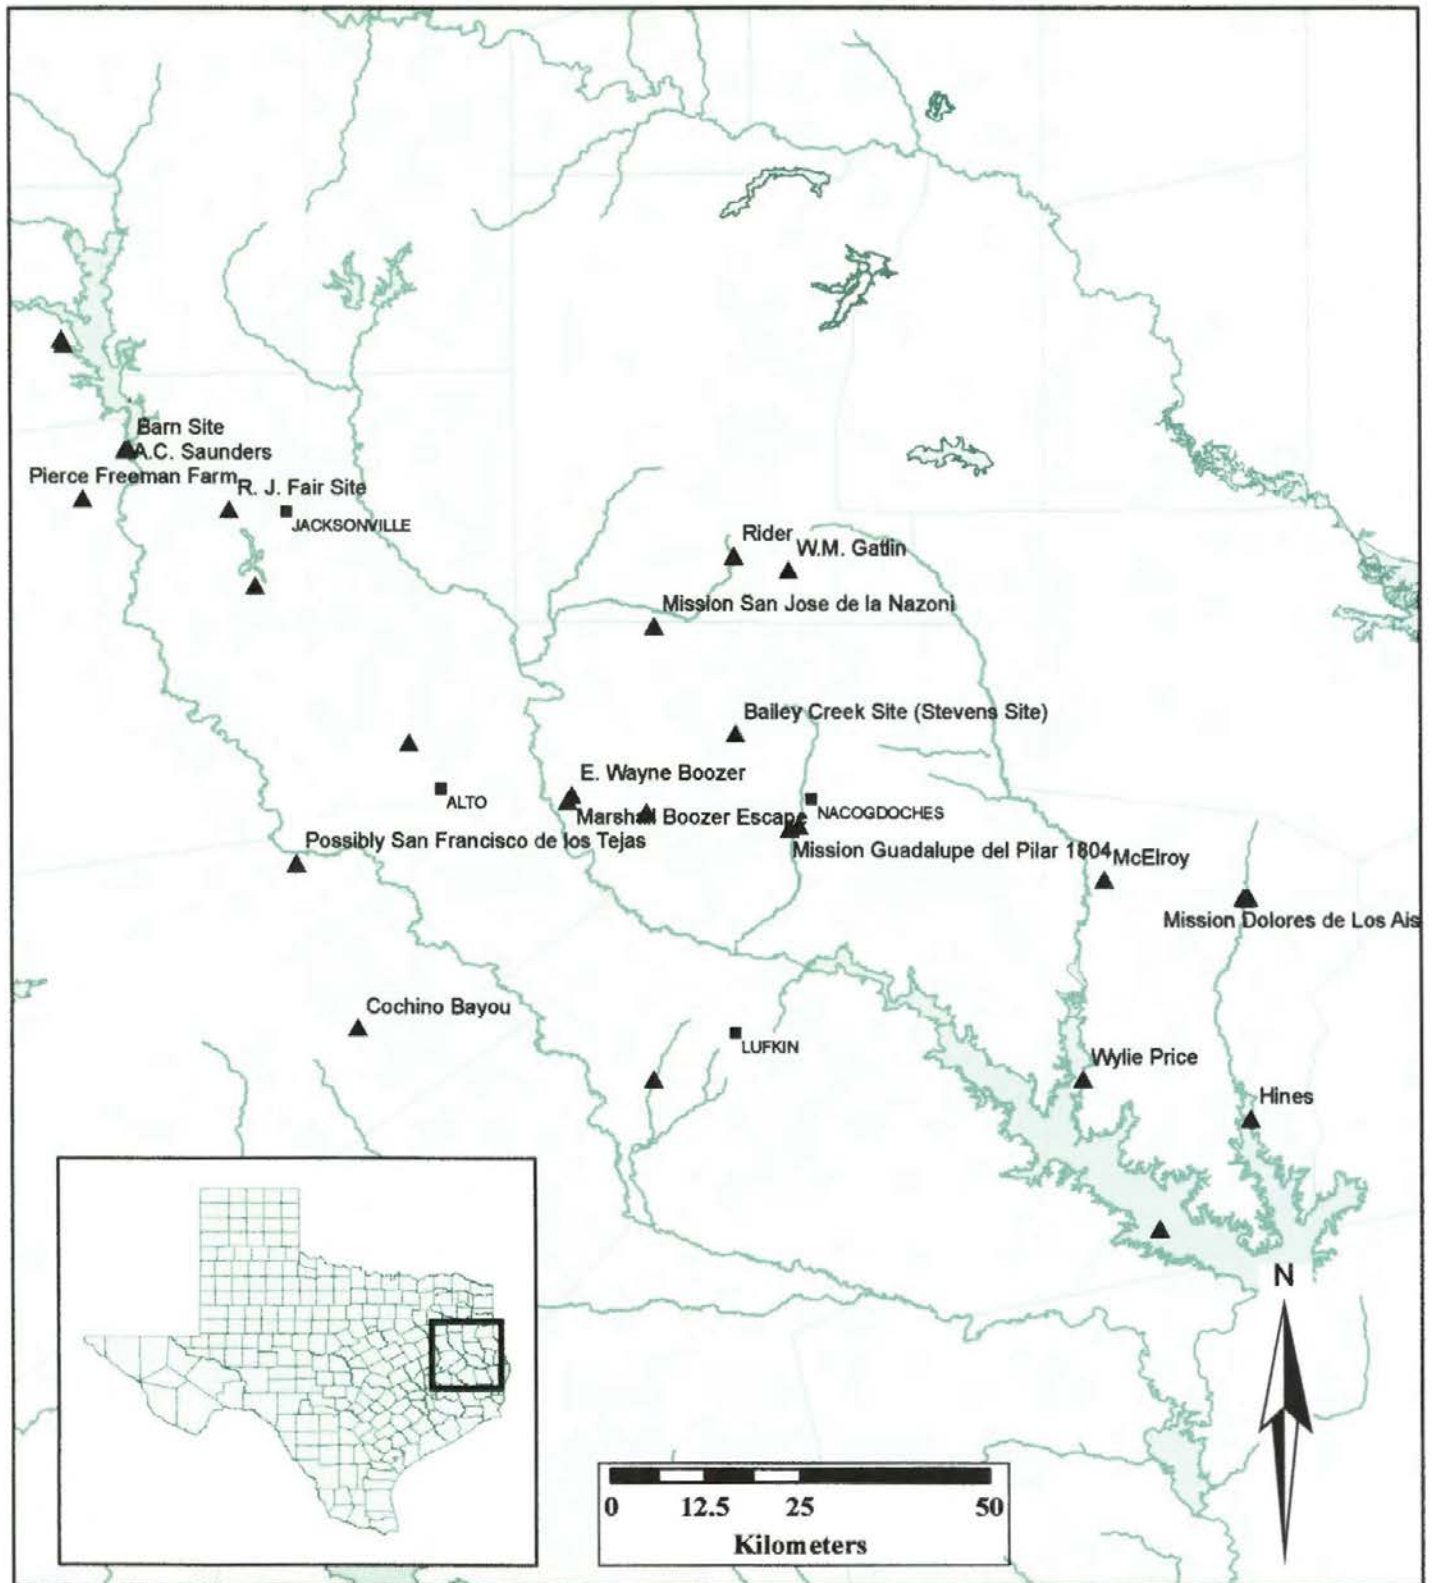 Barn Site
A.C. Saunders
Pierce Freeman Farm
R. J. Fair Site
JACKSONVILLE
Rider
W.M. Gatlin
Mission San Jose de la Nazoni
Bailey Creek Site (Stevens Site)
E. Wayne Boozer
ALTO
Marshall Boozer Escape
NACOGDOCHES
Possibly San Francisco de los Tejas
Mission Guadalupe del Pilar 1804
McElroy
Mission Dolores de Los Ais
Cochino Bayou
LUFKIN
Wylie Price
Hines
N
0 12.5 25 50
Kilometers